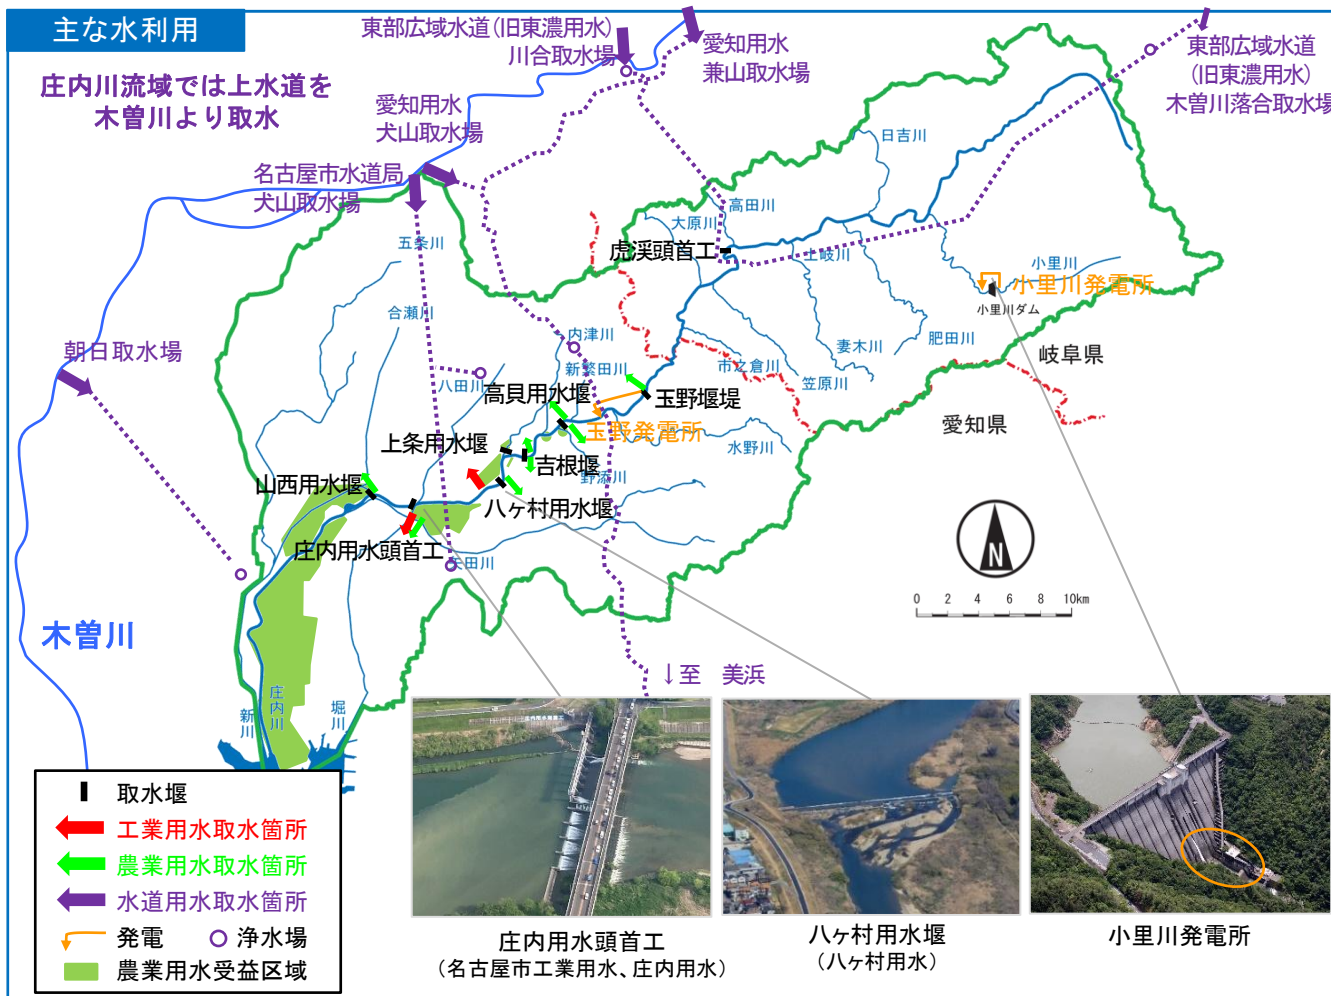 主な水利用
庄内川流域では上水道を
木曽川より取水
東部広域水道(旧東濃用水)
川合取水場
愛知用水
兼山取水場
東部広域水道
(旧東濃用水)
木曽川落合取水場
愛知用水
犬山取水場
名古屋市水道局
犬山取水場
朝日取水場
木曽川
五条川
合瀬川
八田川
内津川
新繁田川
大原川
高田川
日吉川
土岐川
小里川
小里川発電所
小里川ダム
肥田川
妻木川
笠原川
市之倉川
水野川
野添川
矢田川
虎渓頭首工
玉野堰堤
玉野発電所
高貝用水堰
上条用水堰
吉根堰
八ヶ村用水堰
山西用水堰
庄内用水頭首工
岐阜県
愛知県
N
0 2 4 6 8 10km
↓至 美浜
新川
庄内川
堀川
取水堰
工業用水取水箇所
農業用水取水箇所
水道用水取水箇所
発電 浄水場
農業用水受益区域
庄内用水頭首工
庄内用水頭首工
(名古屋市工業用水、庄内用水)
八ヶ村用水堰
(八ヶ村用水)
小里川発電所